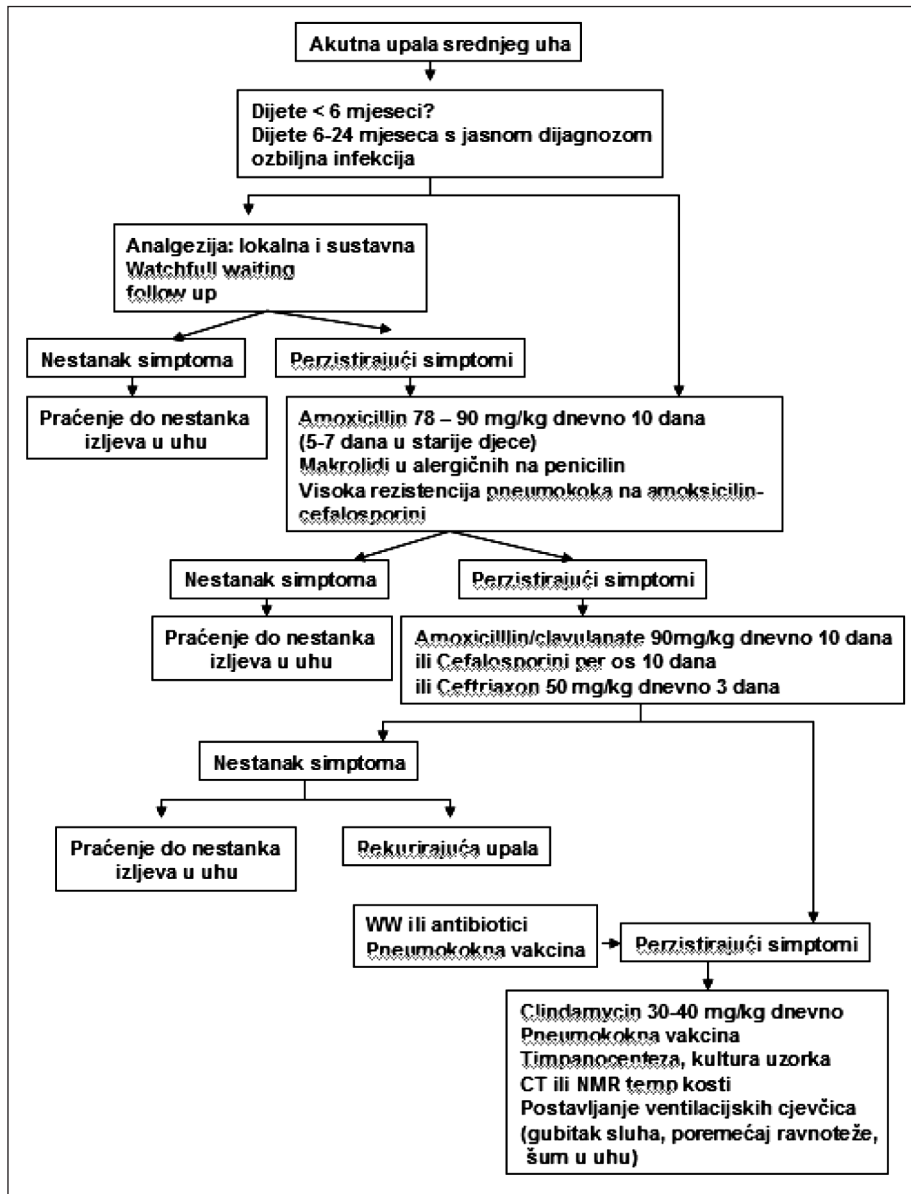 Akutna upala srednjeg uha
Dijete < 6 mjeseci?
Dijete 6-24 mjeseca s jasnom dijagnozom
ozbiljna infekcija
Analgezija: lokalna i sustavna
Watchfull waiting
follow up
Nestanak simptoma
Perzistirajući simptomi
Praćenje do nestanka
izljeva u uhu
Amoxicillin 78 – 90 mg/kg dnevno 10 dana
(5-7 dana u starije djece)
Makrolidi u alergičnih na penicilin
Visoka rezistencija pneumokoka na amoksicilin-
cefalosporini
Nestanak simptoma
Perzistirajući simptomi
Praćenje do nestanka
izljeva u uhu
Amoxicilllin/clavulanate 90mg/kg dnevno 10 dana
ili Cefalosporini per os 10 dana
ili Ceftriaxon 50 mg/kg dnevno 3 dana
Nestanak simptoma
Praćenje do nestanka
izljeva u uhu
Rekurirajuća upala
WW ili antibiotici
Pneumokokna vakcina
Perzistirajući simptomi
Clindamycin 30-40 mg/kg dnevno
Pneumokokna vakcina
Timpanocenteza, kultura uzorka
CT ili NMR temp kosti
Postavljanje ventilacijskih cjevčica
(gubitak sluha, poremećaj ravnoteže,
šum u uhu)